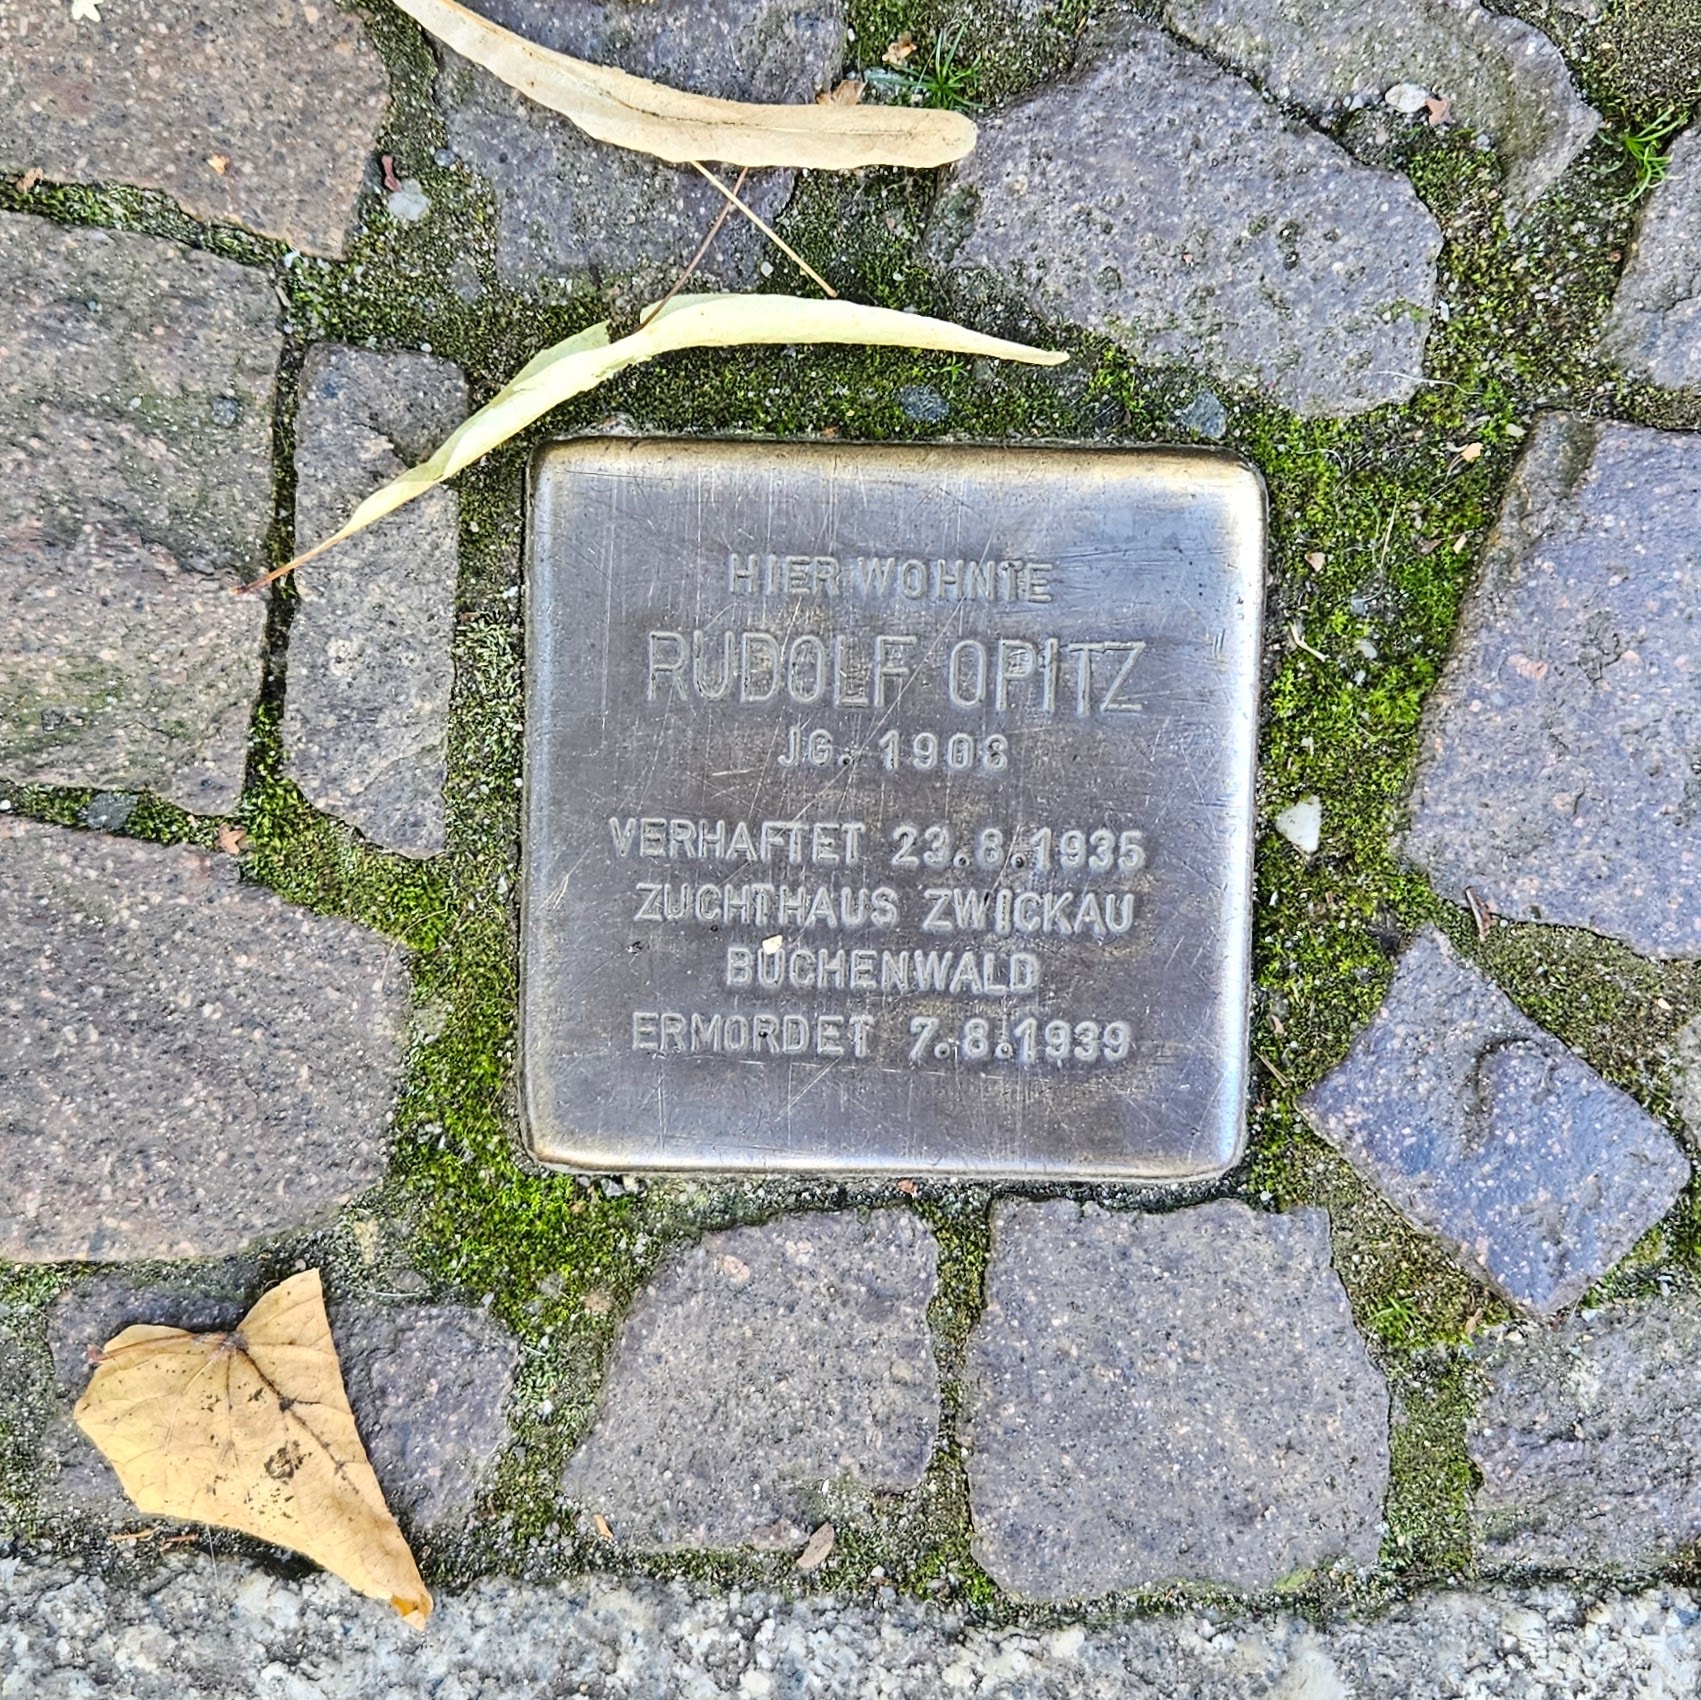 HIER WOHNTE
RUDOLF OPITZ
JG. 1908
VERHAFTET 23.8.1935
ZUCHTHAUS ZWICKAU
BUCHENWALD
ERMORDET 7.8.1939